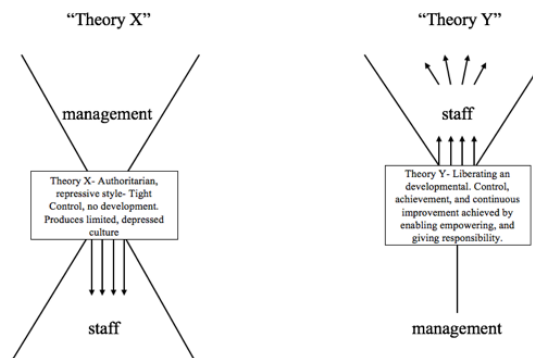 “Theory X”
management
Theory X- Authoritarian,
repressive style- Tight
Control, no development.
Produces limited, depressed
culture
staff
“Theory Y”
staff
Theory Y- Liberating an
developmental. Control,
achievement, and continuous
improvement achieved by
enabling empowering, and
giving responsibility.
management